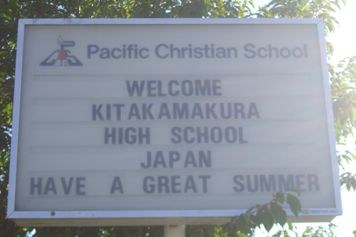 Pacific Christian School
WELCOME
KITAKAMAKURA
HIGH SCHOOL
JAPAN
HAVE A GREAT SUMMER